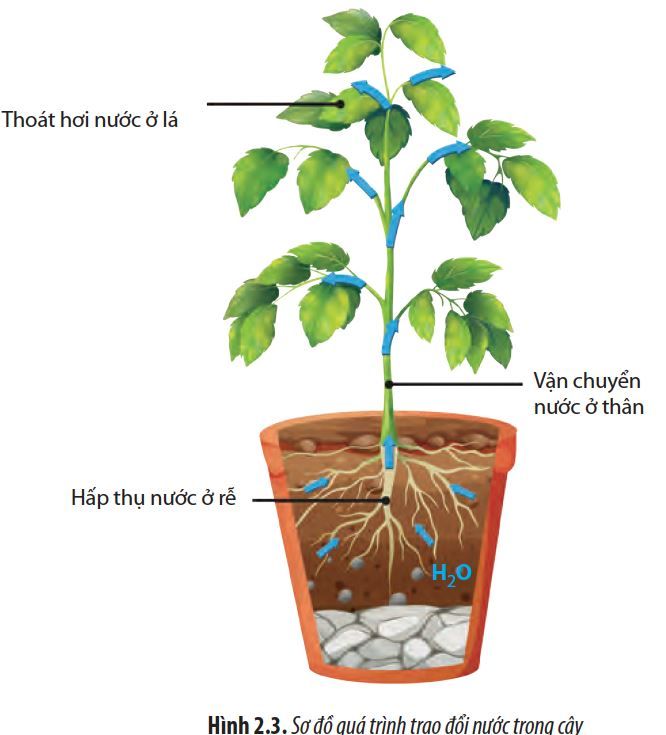 Thoát hơi nước ở lá
Vận chuyển
nước ở thân
Hấp thụ nước ở rễ
H₂O
Hình 2.3. Sơ đồ quá trình trao đổi nước trong cây